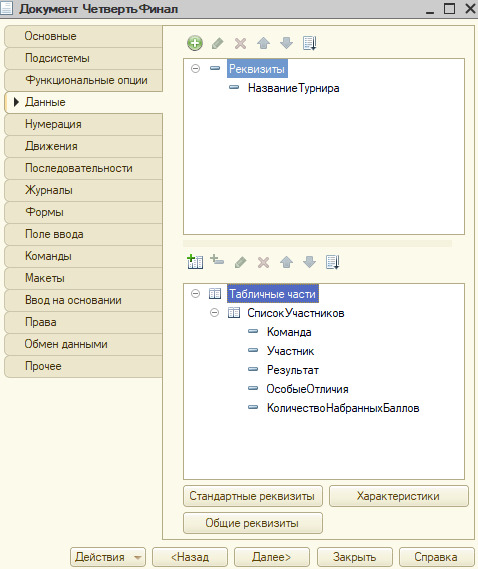 Документ ЧетвертьФинал
Основные
Подсистемы
Функциональные опции
Данные
Нумерация
Движения
Последовательности
Журналы
Формы
Поле ввода
Команды
Макеты
Ввод на основании
Права
Обмен данными
Прочее
Реквизиты
НазваниеТурнира
Табличные части
СписокУчастников
Команда
Участник
Результат
ОсобыеОтличия
КоличествоНабранныхБаллов
Стандартные реквизиты
Характеристики
Общие реквизиты
Действия
<Назад
Далее>
Закрыть
Справка